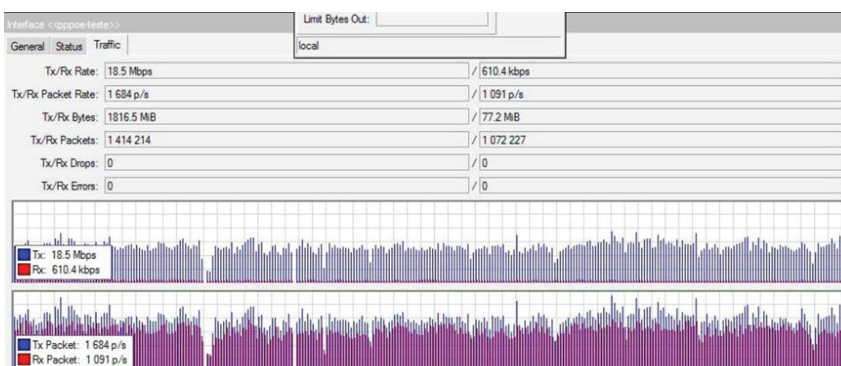 Limit Bytes Out:
Interface <<pppoe-teste>>
local
General Status Traffic
Tx/Rx Rate: 18.5 Mbps / 610.4 kbps
Tx/Rx Packet Rate: 1 684 p/s / 1 091 p/s
Tx/Rx Bytes: 1816.5 MiB / 77.2 MiB
Tx/Rx Packets: 1 414 214 / 1 072 227
Tx/Rx Drops: 0 / 0
Tx/Rx Errors: 0 / 0
Tx: 18.5 Mbps
Rx: 610.4 kbps
Tx Packet: 1 684 p/s
Rx Packet: 1 091 p/s